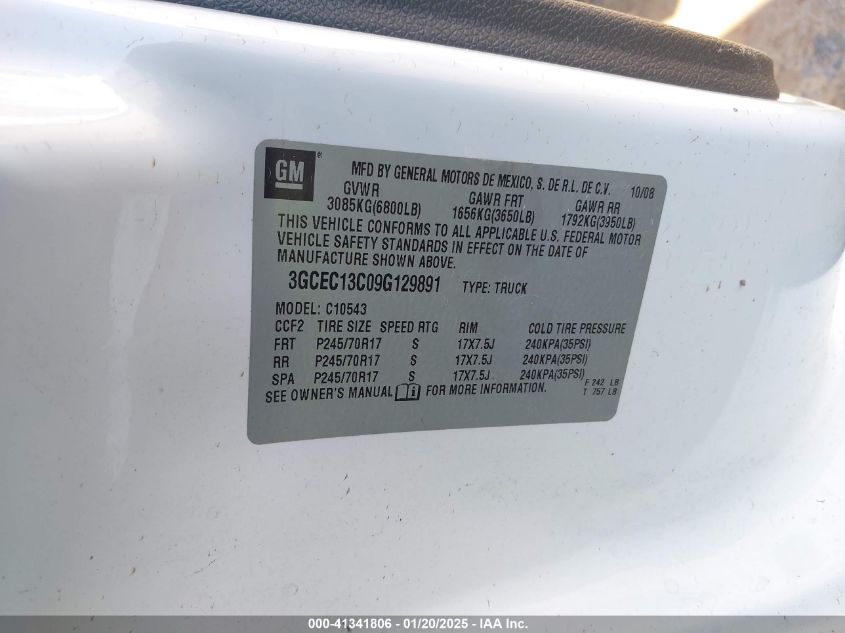 GM®
MFD BY GENERAL MOTORS DE MEXICO, S. DE R.L. DE C.V. 10/08
GVWR GAWR FRT GAWR RR
3085KG(6800LB) 1656KG(3650LB) 1792KG(3950LB)
THIS VEHICLE CONFORMS TO ALL APPLICABLE U.S. FEDERAL MOTOR
VEHICLE SAFETY STANDARDS IN EFFECT ON THE DATE OF
MANUFACTURE SHOWN ABOVE.
3GCEC13C09G129891 TYPE: TRUCK
MODEL: C10543
CCF2 TIRE SIZE SPEED RTG RIM COLD TIRE PRESSURE
FRT P245/70R17 S 17X7.5J 240KPA(35PSI)
RR P245/70R17 S 17X7.5J 240KPA(35PSI)
SPA P245/70R17 S 17X7.5J 240KPA(35PSI)
SEE OWNER'S MANUAL FOR MORE INFORMATION.
F 242 LB
T 757 LB
000-41341806 - 01/20/2025 - IAAI Inc.